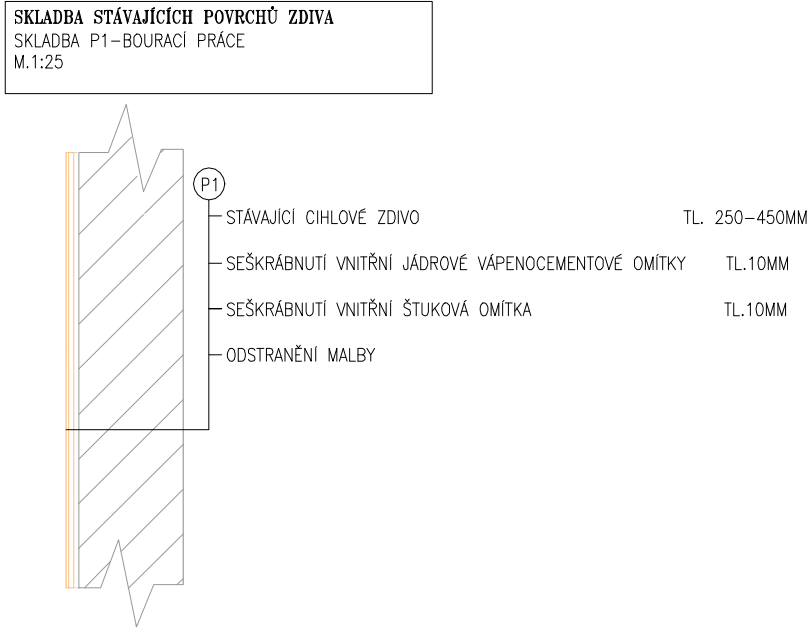 SKLADBA STÁVAJÍCÍCH POVRCHŮ ZDIVA
SKLADBA P1-BOURACÍ PRÁCE
M.1:25
P1
STÁVAJÍCÍ CIHLOVÉ ZDIVO TL. 250-450MM
SEŠKRÁBNUTÍ VNITŘNÍ JÁDROVÉ VÁPENOCEMENTOVÉ OMÍTKY TL.10MM
SEŠKRÁBNUTÍ VNITŘNÍ ŠTUKOVÁ OMÍTKA TL.10MM
ODSTRANĚNÍ MALBY